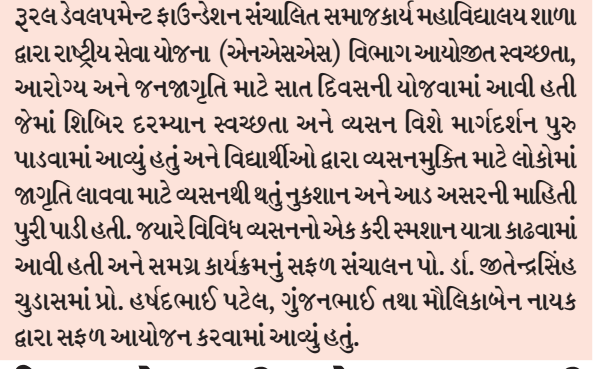 રૂરલ ડેવલપમેન્ટ ફાઉન્ડેશન સંચાલિત સમાજકાર્ય મહાવિદ્યાલય શાળા
દ્વારા રાષ્ટ્રીય સેવા યોજના (એનએસએસ) વિભાગ આયોજીત સ્વચ્છતા,
આરોગ્ય અને જનજાગૃતિ માટે સાત દિવસની યોજવામાં આવી હતી
જેમાં શિબિર દરમ્યાન સ્વચ્છતા અને વ્યસન વિશે માર્ગદર્શન પુરુ
પાડવામાં આવ્યું હતું અને વિદ્યાર્થીઓ દ્વારા વ્યસનમુક્તિ માટે લોકોમાં
જાગૃતિ લાવવા માટે વ્યસનથી થતું નુકશાન અને આડ અસરની માહિતી
પુરી પાડી હતી. જયારે વિવિધ વ્યસનનો એક કરી સ્મશાન યાત્રા કાઢવામાં
આવી હતી અને સમગ્ર કાર્યક્રમનું સફળ સંચાલન પો. ડૉ. જીતેન્દ્રસિંહ
ચુડાસમાં પ્રો. હર્ષદભાઈ પટેલ, ગુંજનભાઈ તથા મૌલિકાબેન નાયક
દ્વારા સફળ આયોજન કરવામાં આવ્યું હતું.